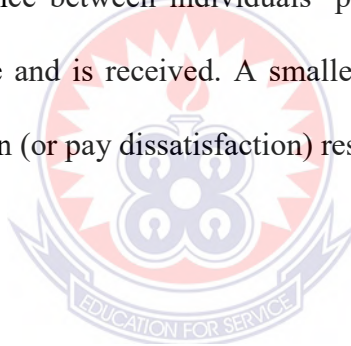 nce between individuals' p
e and is received. A smalle
n (or pay dissatisfaction) res
EDUCATION FOR SERVICE